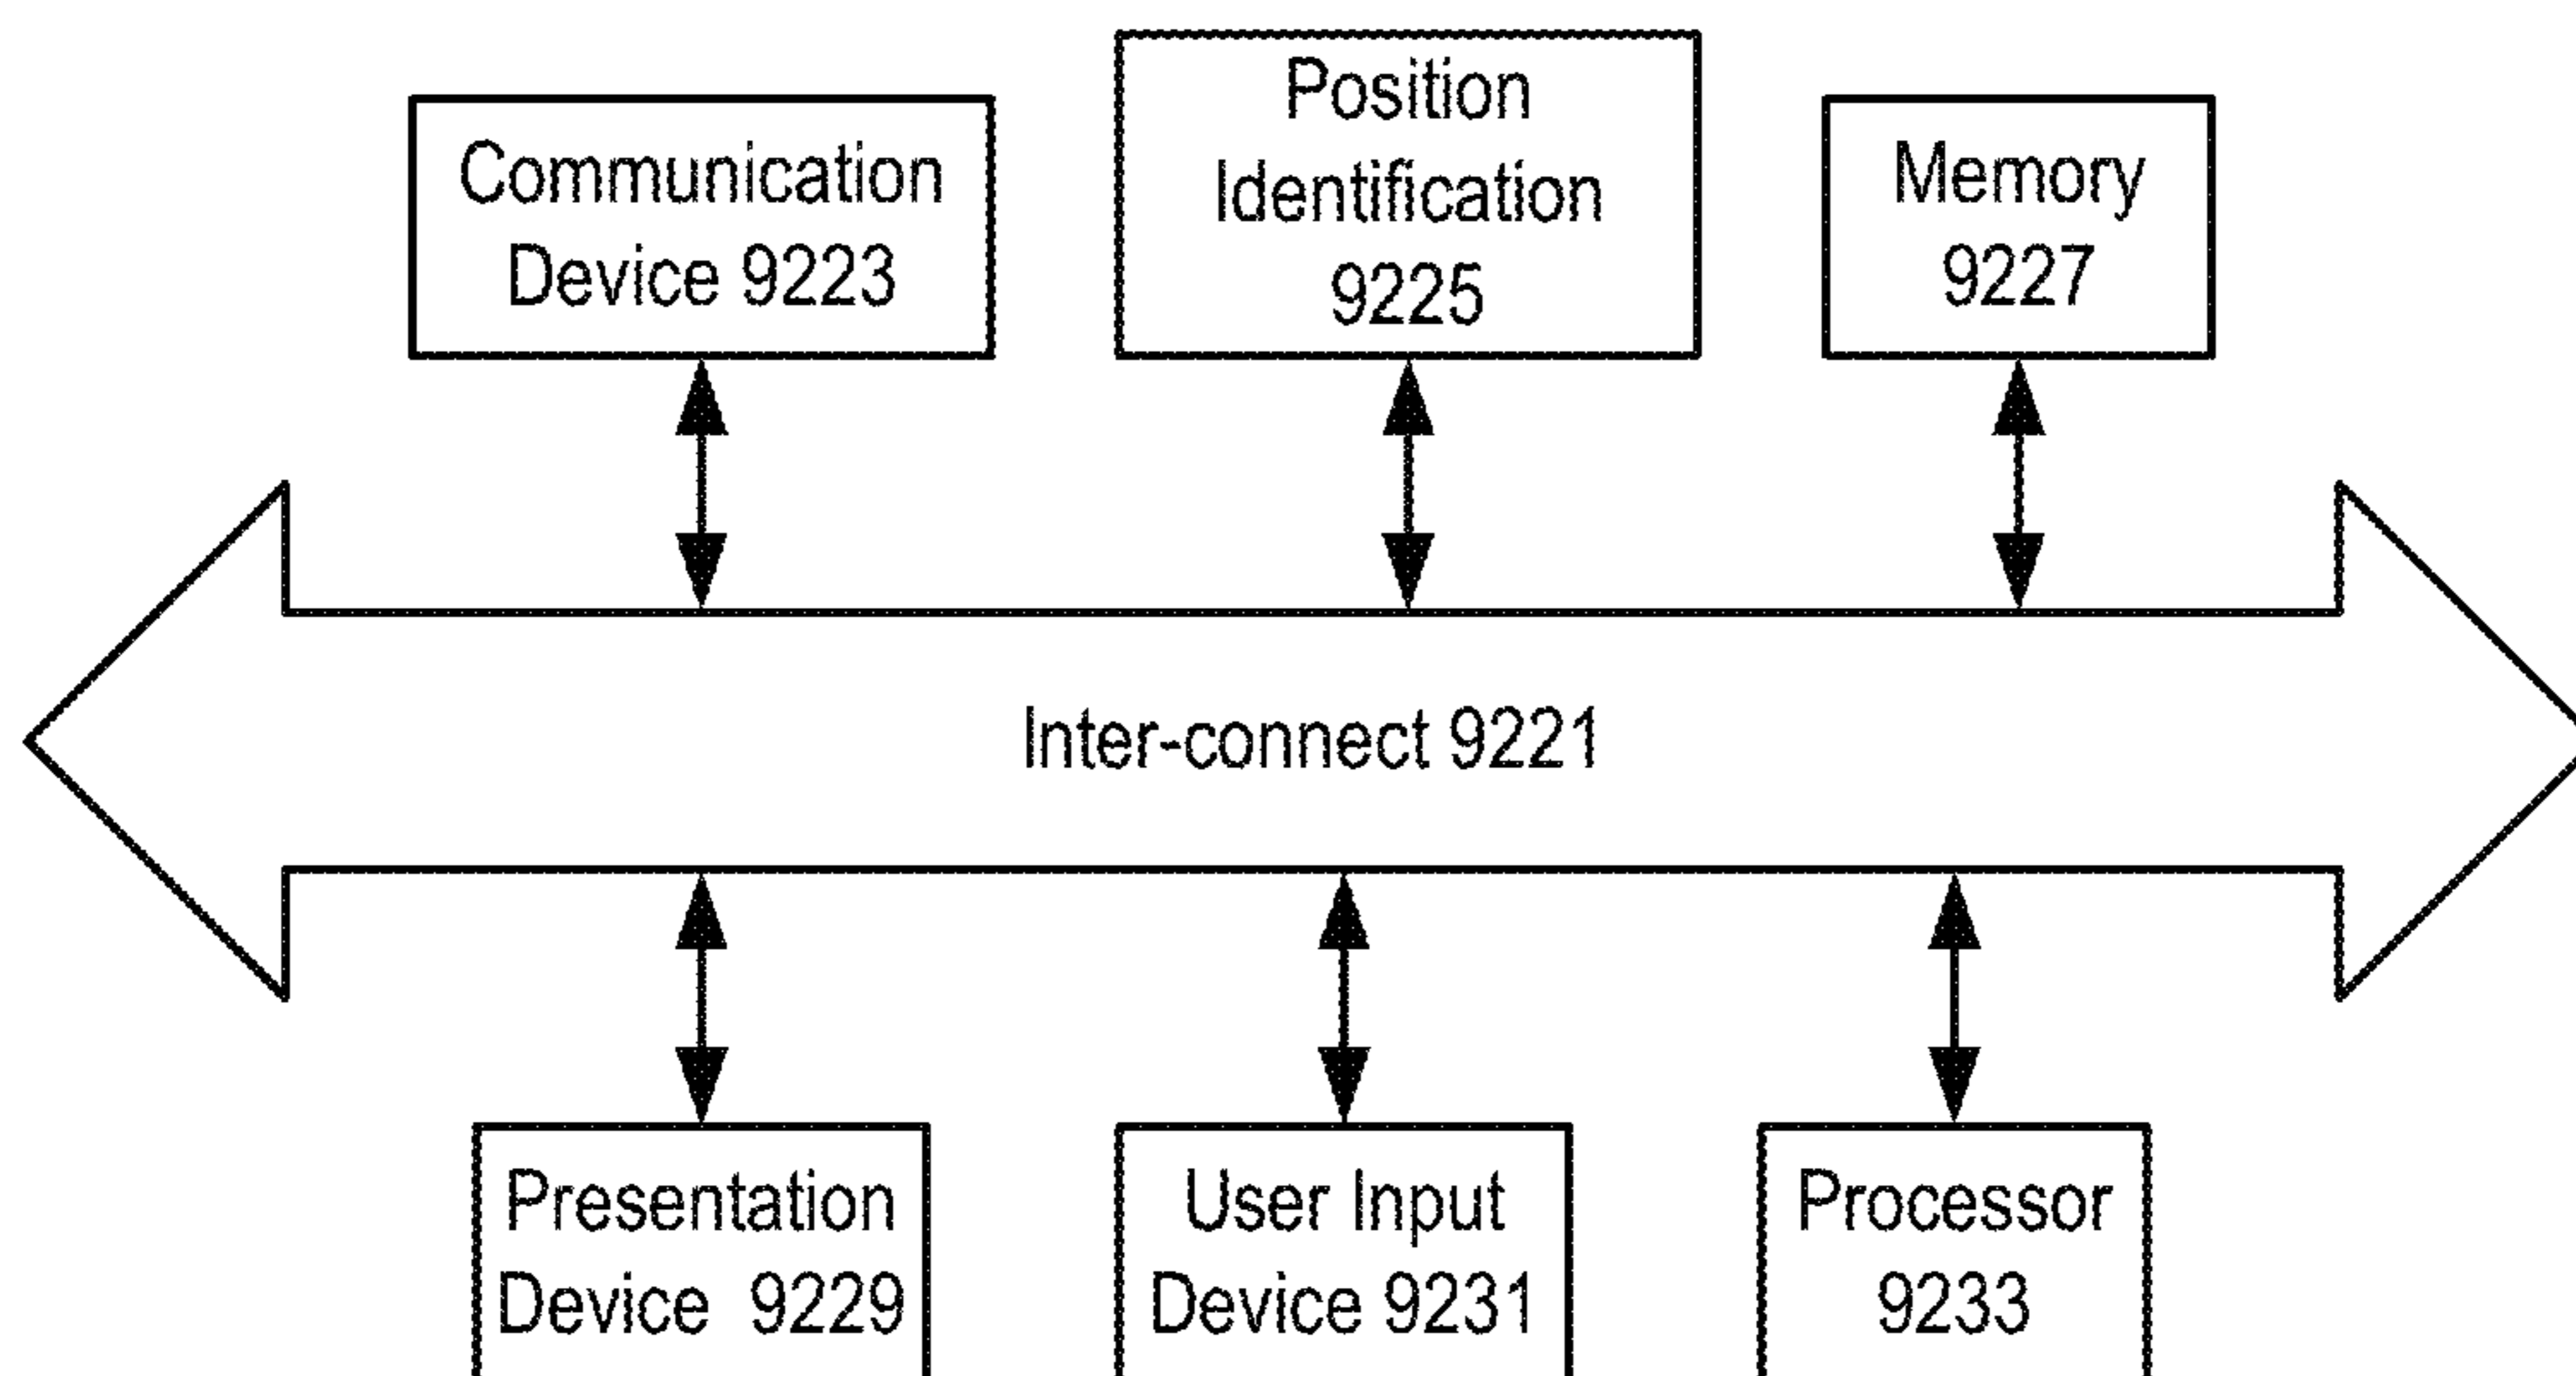 Communication
Device 9223
Position
Identification
9225
Memory
9227
Inter-connect 9221
Presentation
Device 9229
User Input
Device 9231
Processor
9233